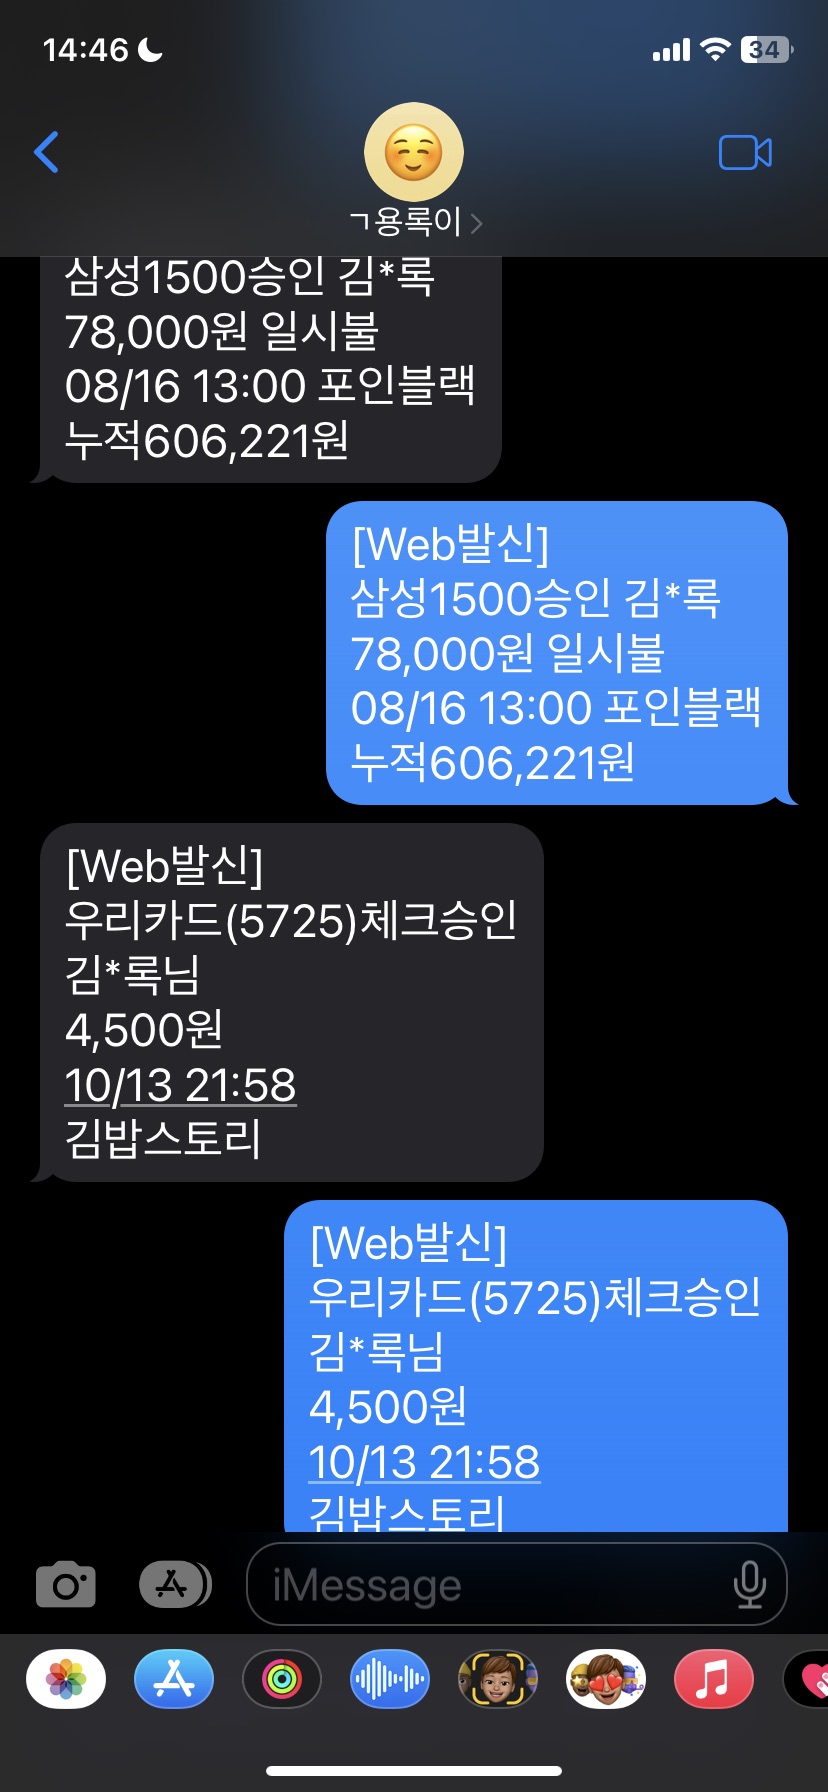 14:46
34
ㄱ용록이
삼성1500승인 김*록
78,000원 일시불
08/16 13:00 포인블랙
누적606,221원
[Web발신]
삼성1500승인 김*록
78,000원 일시불
08/16 13:00 포인블랙
누적606,221원
[Web발신]
우리카드(5725)체크승인
김*록님
4,500원
10/13 21:58
김밥스토리
[Web발신]
우리카드(5725)체크승인
김*록님
4,500원
10/13 21:58
김밥스토리
iMessage